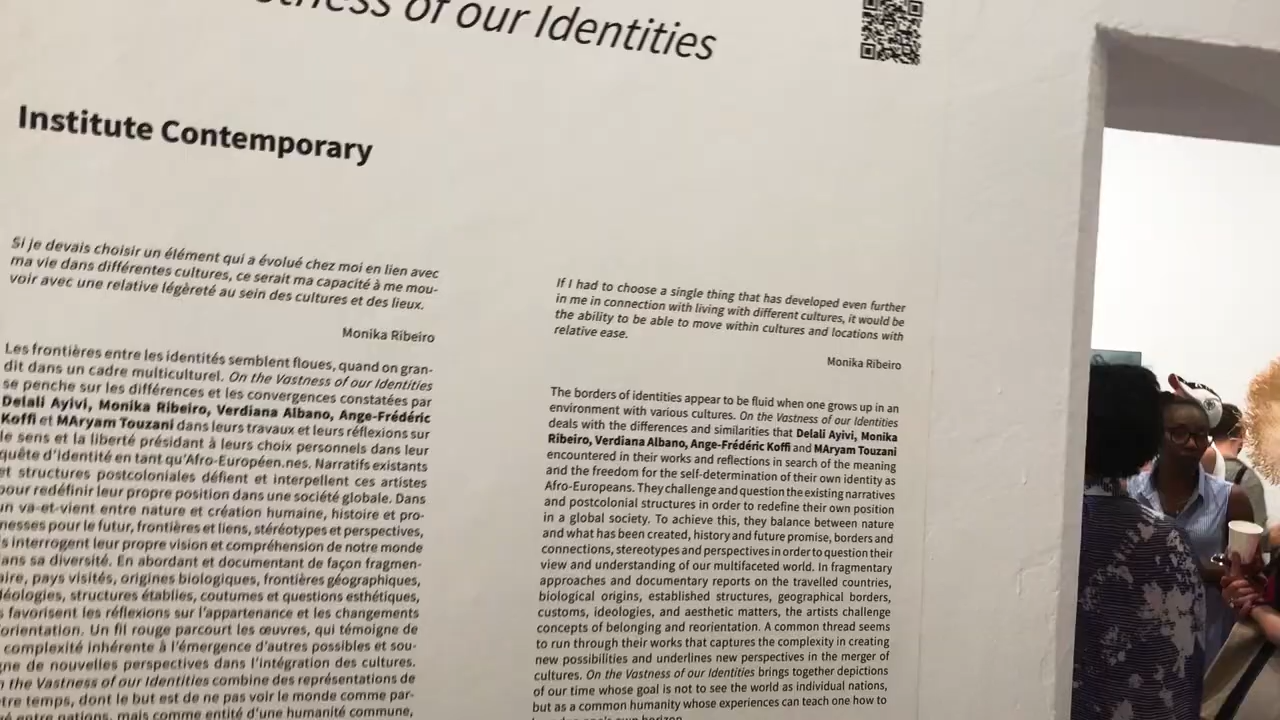 of our Identities
Institute Contemporary
Si je devais choisir un élément qui a évolué chez moi en lien avec
ma vie dans différentes cultures, ce serait ma capacité à me mou-
voir avec une relative légèreté au sein des cultures et des lieux.
Monika Ribeiro
Les frontières entre les identités semblent floues, quand on gran-
dit dans un cadre multiculturel. On the Vastness of our Identities
se penche sur les différences et les convergences constatées par
Delali Ayivi, Monika Ribeiro, Verdiana Albano, Ange-Frédéric
Koffi et MAryam Touzani dans leurs travaux et leurs réflexions sur
le sens et la liberté présidant à leurs choix personnels dans leur
quête d'identité en tant qu'Afro-Européen.nes. Narratifs existants
et structures postcoloniales défient et interpellent ces artistes
pour redéfinir leur propre position dans une société globale. Dans
un va-et-vient entre nature et création humaine, histoire et pro-
messes pour le futur, frontières et liens, stéréotypes et perspectives,
interrogent leur propre vision et compréhension de notre monde
dans sa diversité. En abordant et documentant de façon fragmen-
taire, pays visités, origines biologiques, frontières géographiques,
idéologies, structures établies, coutumes et questions esthétiques,
favorisent les réflexions sur l'appartenance et les changements
d'orientation. Un fil rouge parcourt les œuvres, qui témoigne de
complexité inhérente à l'émergence d'autres possibles et sou-
de nouvelles perspectives dans l'intégration des cultures.
the Vastness of our Identities combine des représentations de
temps, dont le but est de ne pas voir le monde comme par-
entre nations, mais comme entité d'une humanité commune,
If I had to choose a single thing that has developed even further
in me in connection with living with different cultures, it would be
the ability to be able to move within cultures and locations with
relative ease.
Monika Ribeiro
The borders of identities appear to be fluid when one grows up in an
environment with various cultures. On the Vastness of our Identities
deals with the differences and similarities that Delali Ayivi, Monika
Ribeiro, Verdiana Albano, Ange-Frédéric Koffi and MAryam Touzani
encountered in their works and reflections in search of the meaning
and the freedom for the self-determination of their own identity as
Afro-Europeans. They challenge and question the existing narratives
and postcolonial structures in order to redefine their own position
in a global society. To achieve this, they balance between nature
and what has been created, history and future promise, borders and
connections, stereotypes and perspectives in order to question their
view and understanding of our multifaceted world. In fragmentary
approaches and documentary reports on the travelled countries,
biological origins, established structures, geographical borders,
customs, ideologies, and aesthetic matters, the artists challenge
concepts of belonging and reorientation. A common thread seems
to run through their works that captures the complexity in creating
new possibilities and underlines new perspectives in the merger of
cultures. On the Vastness of our Identities brings together depictions
of our time whose goal is not to see the world as individual nations,
but as a common humanity whose experiences can teach one how to